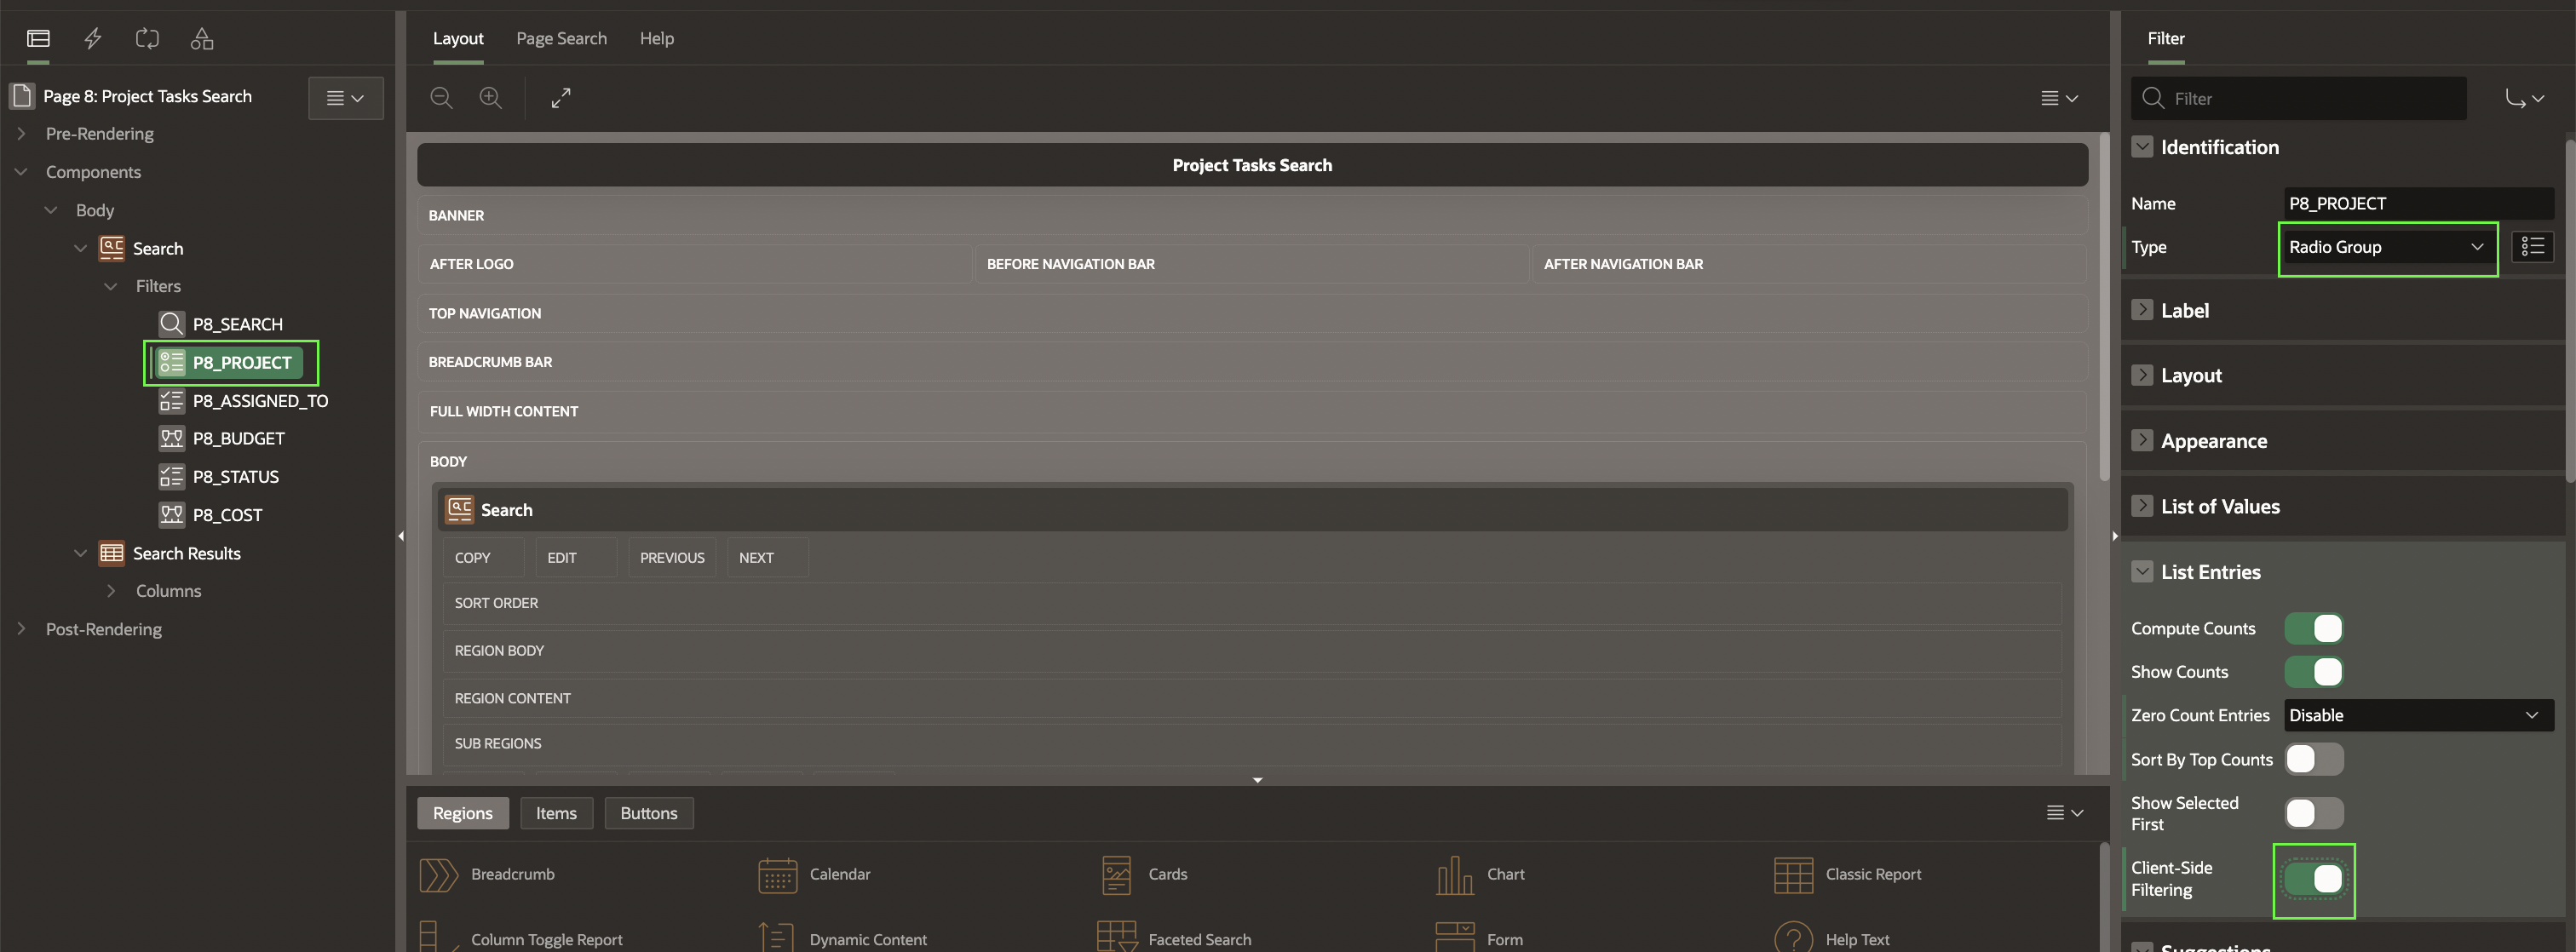 Page 8: Project Tasks Search
Pre-Rendering
Components
Body
Search
Filters
P8_SEARCH
P8_PROJECT
P8_ASSIGNED_TO
P8_BUDGET
P8_STATUS
P8_COST
Search Results
Columns
Post-Rendering
Layout Page Search Help
Project Tasks Search
BANNER
AFTER LOGO BEFORE NAVIGATION BAR AFTER NAVIGATION BAR
TOP NAVIGATION
BREADCRUMB BAR
FULL WIDTH CONTENT
BODY
Search
COPY EDIT PREVIOUS NEXT
SORT ORDER
REGION BODY
REGION CONTENT
SUB REGIONS
Regions Items Buttons
Breadcrumb Calendar Cards Chart Classic Report
Column Toggle Report Dynamic Content Faceted Search Form Help Text
Filter
Filter
Identification
Name P8_PROJECT
Type Radio Group
Label
Layout
Appearance
List of Values
List Entries
Compute Counts
Show Counts
Zero Count Entries Disable
Sort By Top Counts
Show Selected
First
Client-Side
Filtering
Suggestions